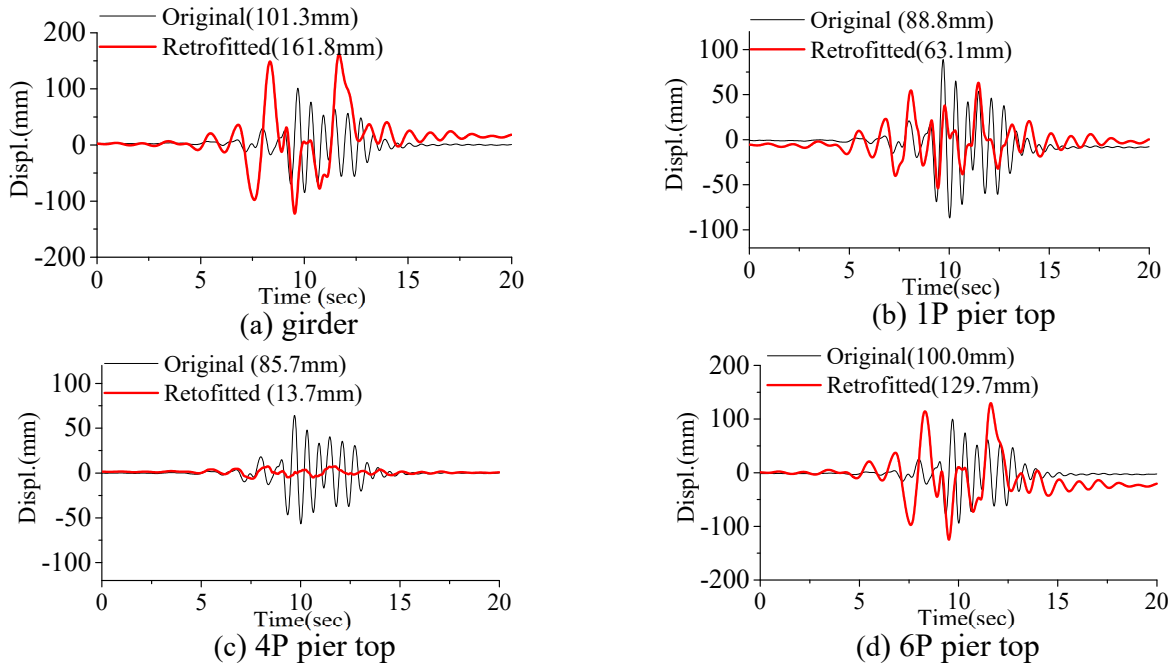 Original(101.3mm)
Retrofitted(161.8mm)
200
100
0
-100
-200
Displ.(mm)
0 5 10 15 20
Time (sec)
(a) girder
Original (88.8mm)
Retrofitted(63.1mm)
100
50
0
-50
-100
Displ.(mm)
0 5 10 15 20
Time(sec)
(b) 1P pier top
Original (85.7mm)
Retofitted (13.7mm)
100
50
0
-50
-100
Displ.(mm)
0 5 10 15 20
Time(sec)
(c) 4P pier top
Original(100.0mm)
Retrofitted(129.7mm)
200
100
0
-100
-200
Displ.(mm)
0 5 10 15 20
Time(sec)
(d) 6P pier top